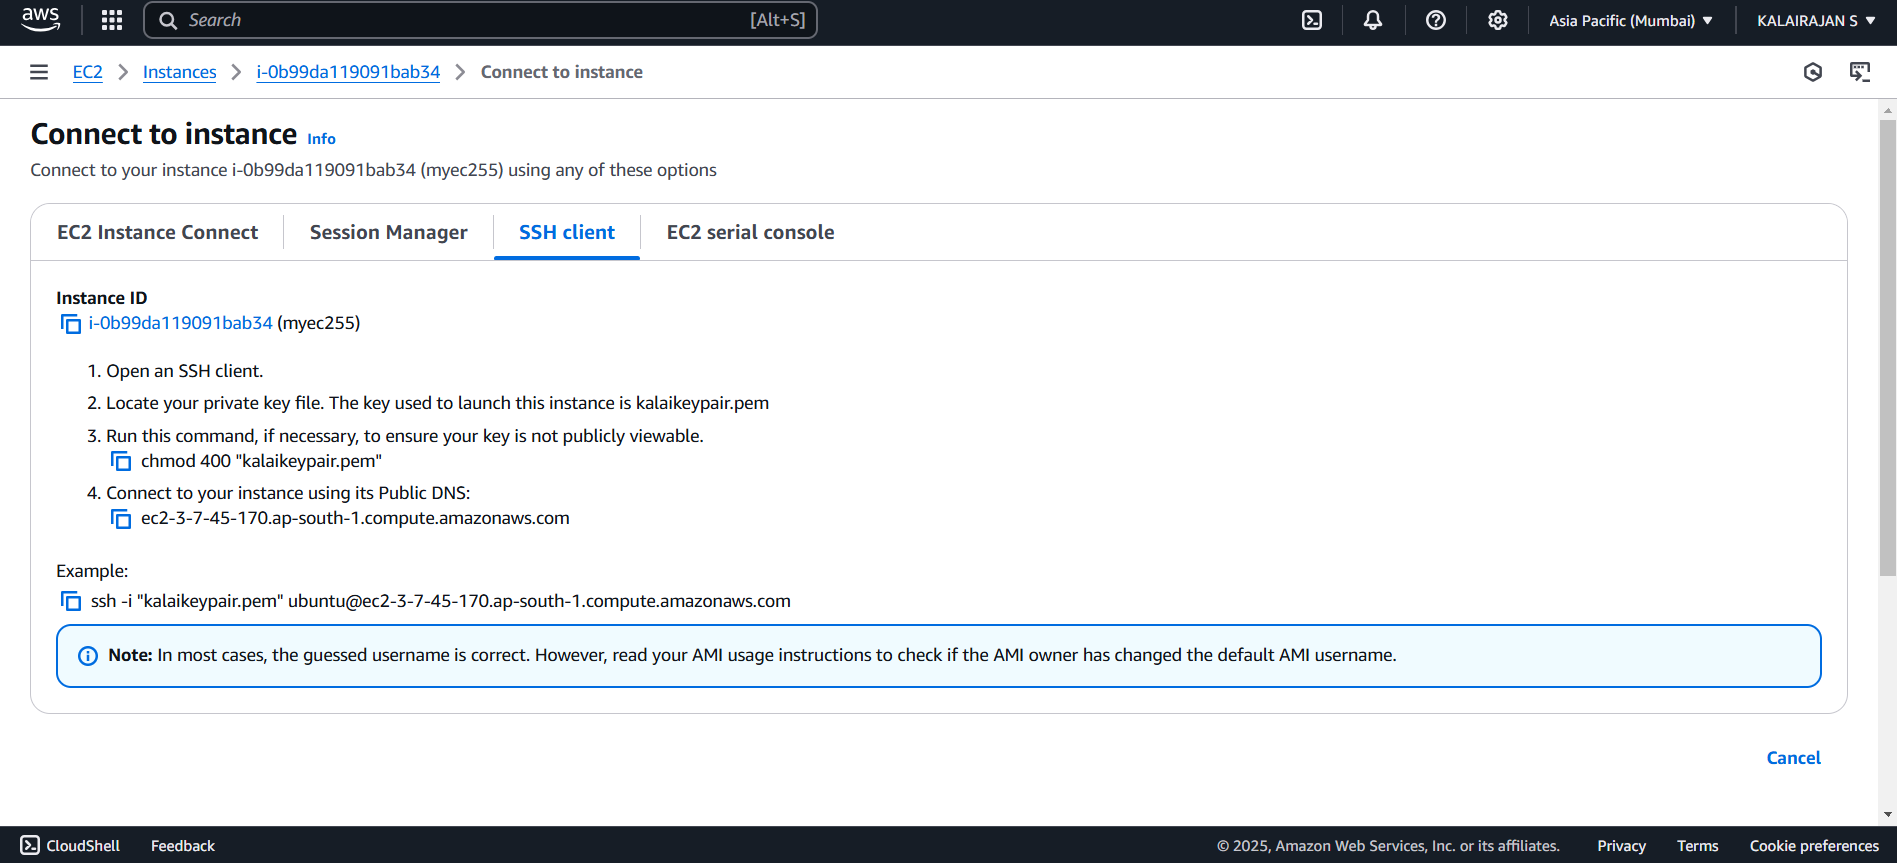 aws
Search [Alt+S]
Asia Pacific (Mumbai)
KALAIRAJAN S
EC2 Instances i-0b99da119091bab34 Connect to instance
Connect to instance Info
Connect to your instance i-0b99da119091bab34 (myec255) using any of these options
EC2 Instance Connect Session Manager SSH client EC2 serial console
Instance ID
i-0b99da119091bab34 (myec255)
1. Open an SSH client.
2. Locate your private key file. The key used to launch this instance is kalaikeypair.pem
3. Run this command, if necessary, to ensure your key is not publicly viewable.
chmod 400 "kalaikeypair.pem"
4. Connect to your instance using its Public DNS:
ec2-3-7-45-170.ap-south-1.compute.amazonaws.com
Example:
ssh -i "kalaikeypair.pem" ubuntu@ec2-3-7-45-170.ap-south-1.compute.amazonaws.com
Note: In most cases, the guessed username is correct. However, read your AMI usage instructions to check if the AMI owner has changed the default AMI username.
Cancel
CloudShell Feedback © 2025, Amazon Web Services, Inc. or its affiliates. Privacy Terms Cookie preferences